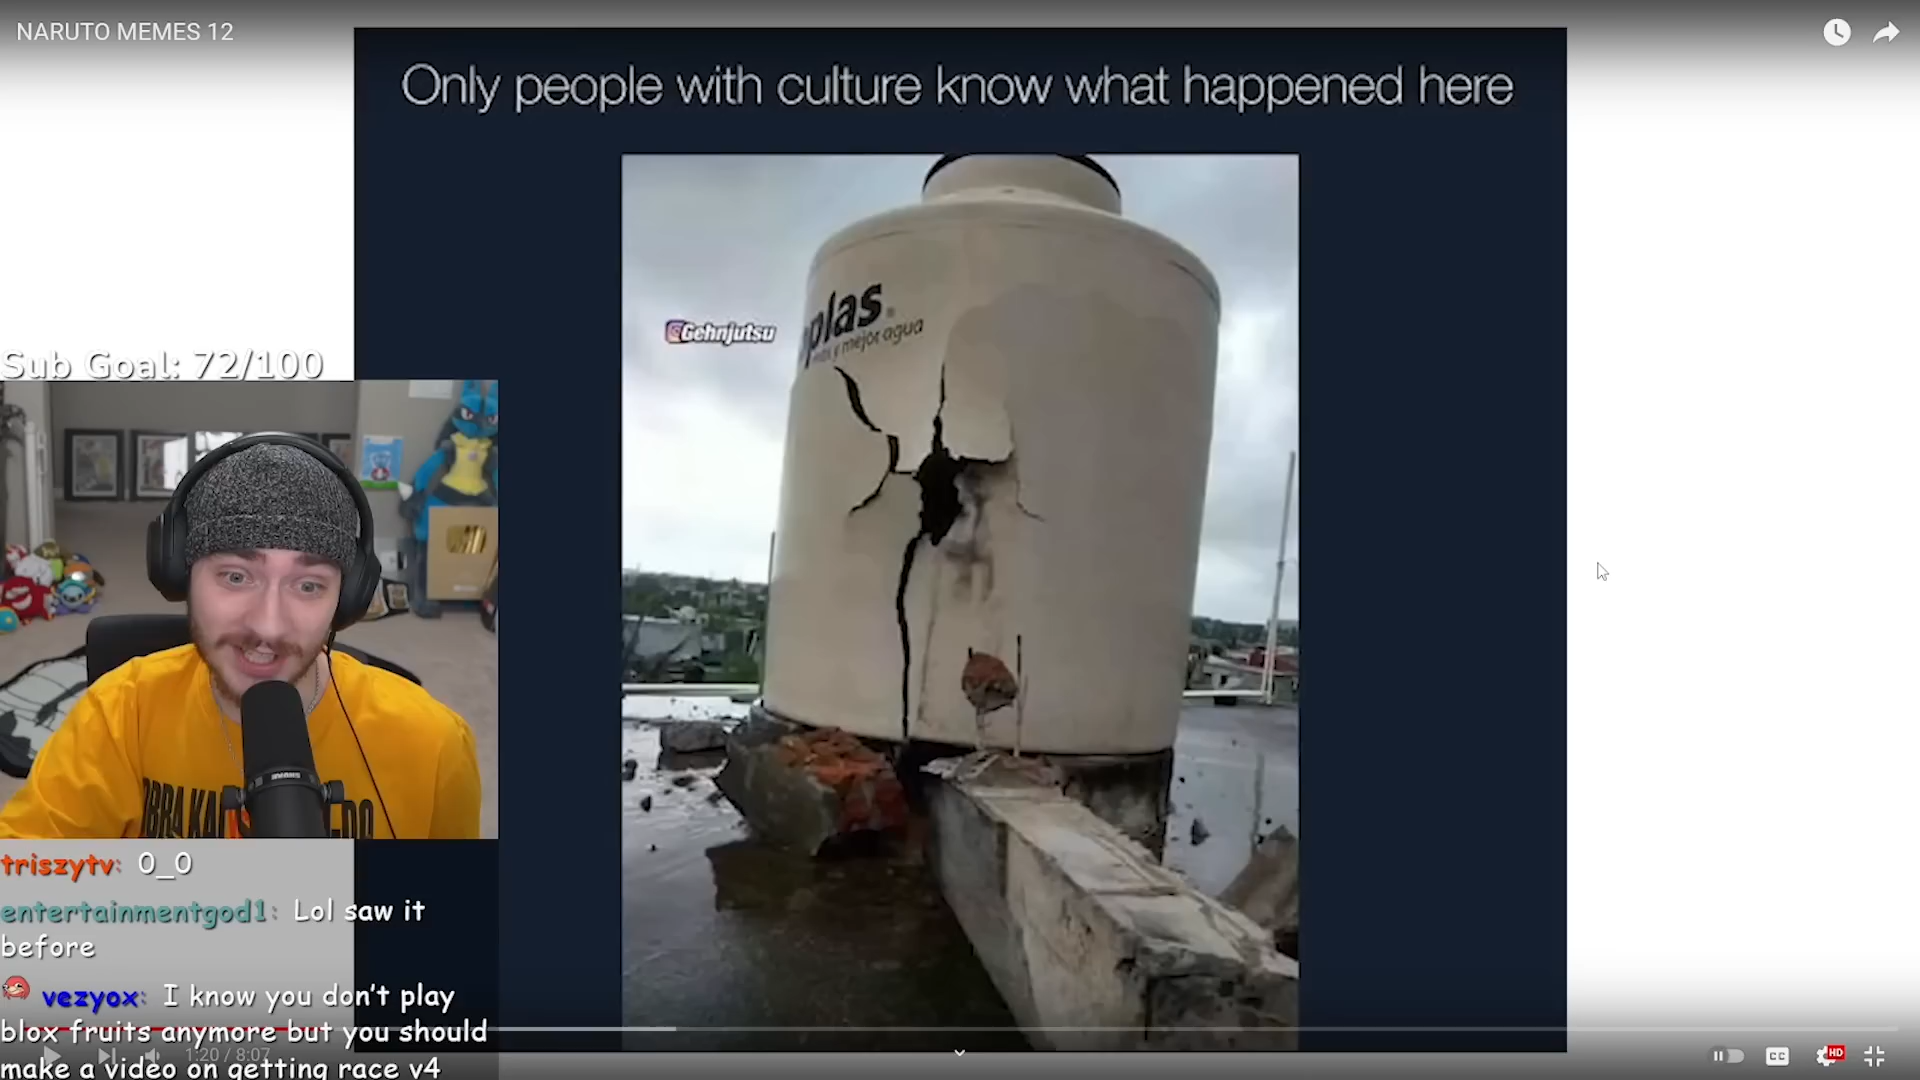 NARUTO MEMES 12
Only people with culture know what happened here
plas
y mejor agua
@Gehnjutsu
Sub Goal: 72/100
triszytv: 0_0
entertainmentgod1: Lol saw it
before
vezyox: I know you don't play
blox fruits anymore but you should
make a video on getting race v4
1:20 / 8:07
CC
HD